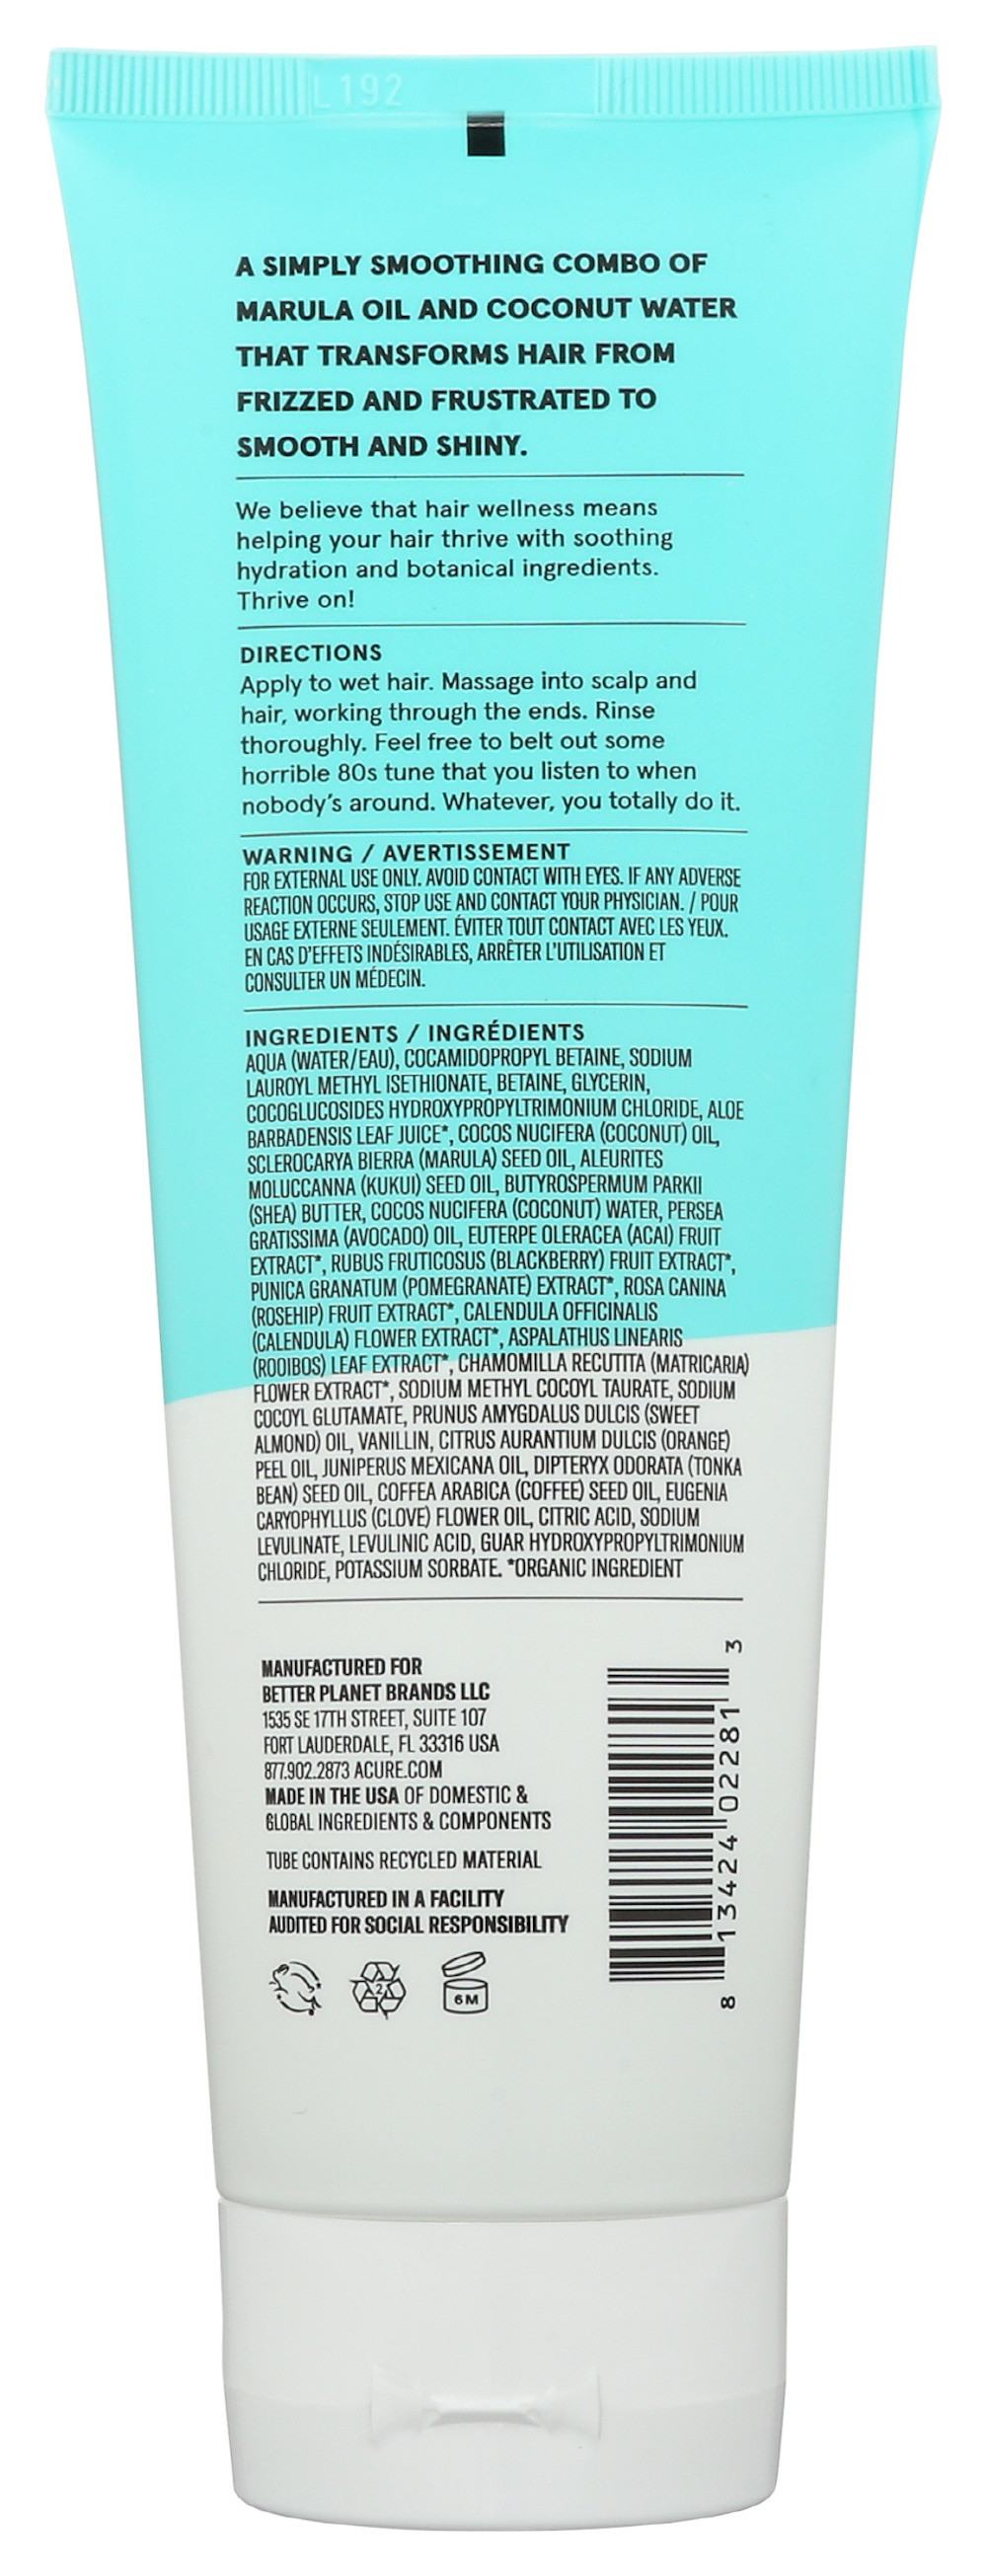 L192
A SIMPLY SMOOTHING COMBO OF
MARULA OIL AND COCONUT WATER
THAT TRANSFORMS HAIR FROM
FRIZZED AND FRUSTRATED TO
SMOOTH AND SHINY.
We believe that hair wellness means
helping your hair thrive with soothing
hydration and botanical ingredients.
Thrive on!
DIRECTIONS
Apply to wet hair. Massage into scalp and
hair, working through the ends. Rinse
thoroughly. Feel free to belt out some
horrible 80s tune that you listen to when
nobody's around. Whatever, you totally do it.
WARNING / AVERTISSEMENT
FOR EXTERNAL USE ONLY. AVOID CONTACT WITH EYES. IF ANY ADVERSE
REACTION OCCURS, STOP USE AND CONTACT YOUR PHYSICIAN. / POUR
USAGE EXTERNE SEULEMENT. ÉVITER TOUT CONTACT AVEC LES YEUX.
EN CAS D'EFFETS INDÉSIRABLES, ARRÊTER L'UTILISATION ET
CONSULTER UN MÉDECIN.
INGREDIENTS / INGRÉDIENTS
AQUA (WATER/EAU), COCAMIDOPROPYL BETAINE, SODIUM
LAUROYL METHYL ISETHIONATE, BETAINE, GLYCERIN,
COCOGLUCOSIDES HYDROXYPROPYLTRIMONIUM CHLORIDE, ALOE
BARBADENSIS LEAF JUICE*, COCOS NUCIFERA (COCONUT) OIL,
SCLEROCARYA BIERRA (MARULA) SEED OIL, ALEURITES
MOLUCCANNA (KUKUI) SEED OIL, BUTYROSPERMUM PARKII
(SHEA) BUTTER, COCOS NUCIFERA (COCONUT) WATER, PERSEA
GRATISSIMA (AVOCADO) OIL, EUTERPE OLERACEA (ACAI) FRUIT
EXTRACT*, RUBUS FRUTICOSUS (BLACKBERRY) FRUIT EXTRACT*,
PUNICA GRANATUM (POMEGRANATE) EXTRACT*, ROSA CANINA
(ROSEHIP) FRUIT EXTRACT*, CALENDULA OFFICINALIS
(CALENDULA) FLOWER EXTRACT*, ASPALATHUS LINEARIS
(ROOIBOS) LEAF EXTRACT*, CHAMOMILLA RECUTITA (MATRICARIA)
FLOWER EXTRACT*, SODIUM METHYL COCOYL TAURATE, SODIUM
COCOYL GLUTAMATE, PRUNUS AMYGDALUS DULCIS (SWEET
ALMOND) OIL, VANILLIN, CITRUS AURANTIUM DULCIS (ORANGE)
PEEL OIL, JUNIPERUS MEXICANA OIL, DIPTERYX ODORATA (TONKA
BEAN) SEED OIL, COFFEA ARABICA (COFFEE) SEED OIL, EUGENIA
CARYOPHYLLUS (CLOVE) FLOWER OIL, CITRIC ACID, SODIUM
LEVULINATE, LEVULINIC ACID, GUAR HYDROXYPROPYLTRIMONIUM
CHLORIDE, POTASSIUM SORBATE. *ORGANIC INGREDIENT
MANUFACTURED FOR
BETTER PLANET BRANDS LLC
1535 SE 17TH STREET, SUITE 107
FORT LAUDERDALE, FL 33316 USA
877.902.2873 ACURE.COM
MADE IN THE USA OF DOMESTIC &
GLOBAL INGREDIENTS & COMPONENTS
TUBE CONTAINS RECYCLED MATERIAL
MANUFACTURED IN A FACILITY
AUDITED FOR SOCIAL RESPONSIBILITY
2
6M
8 13424 02281 3